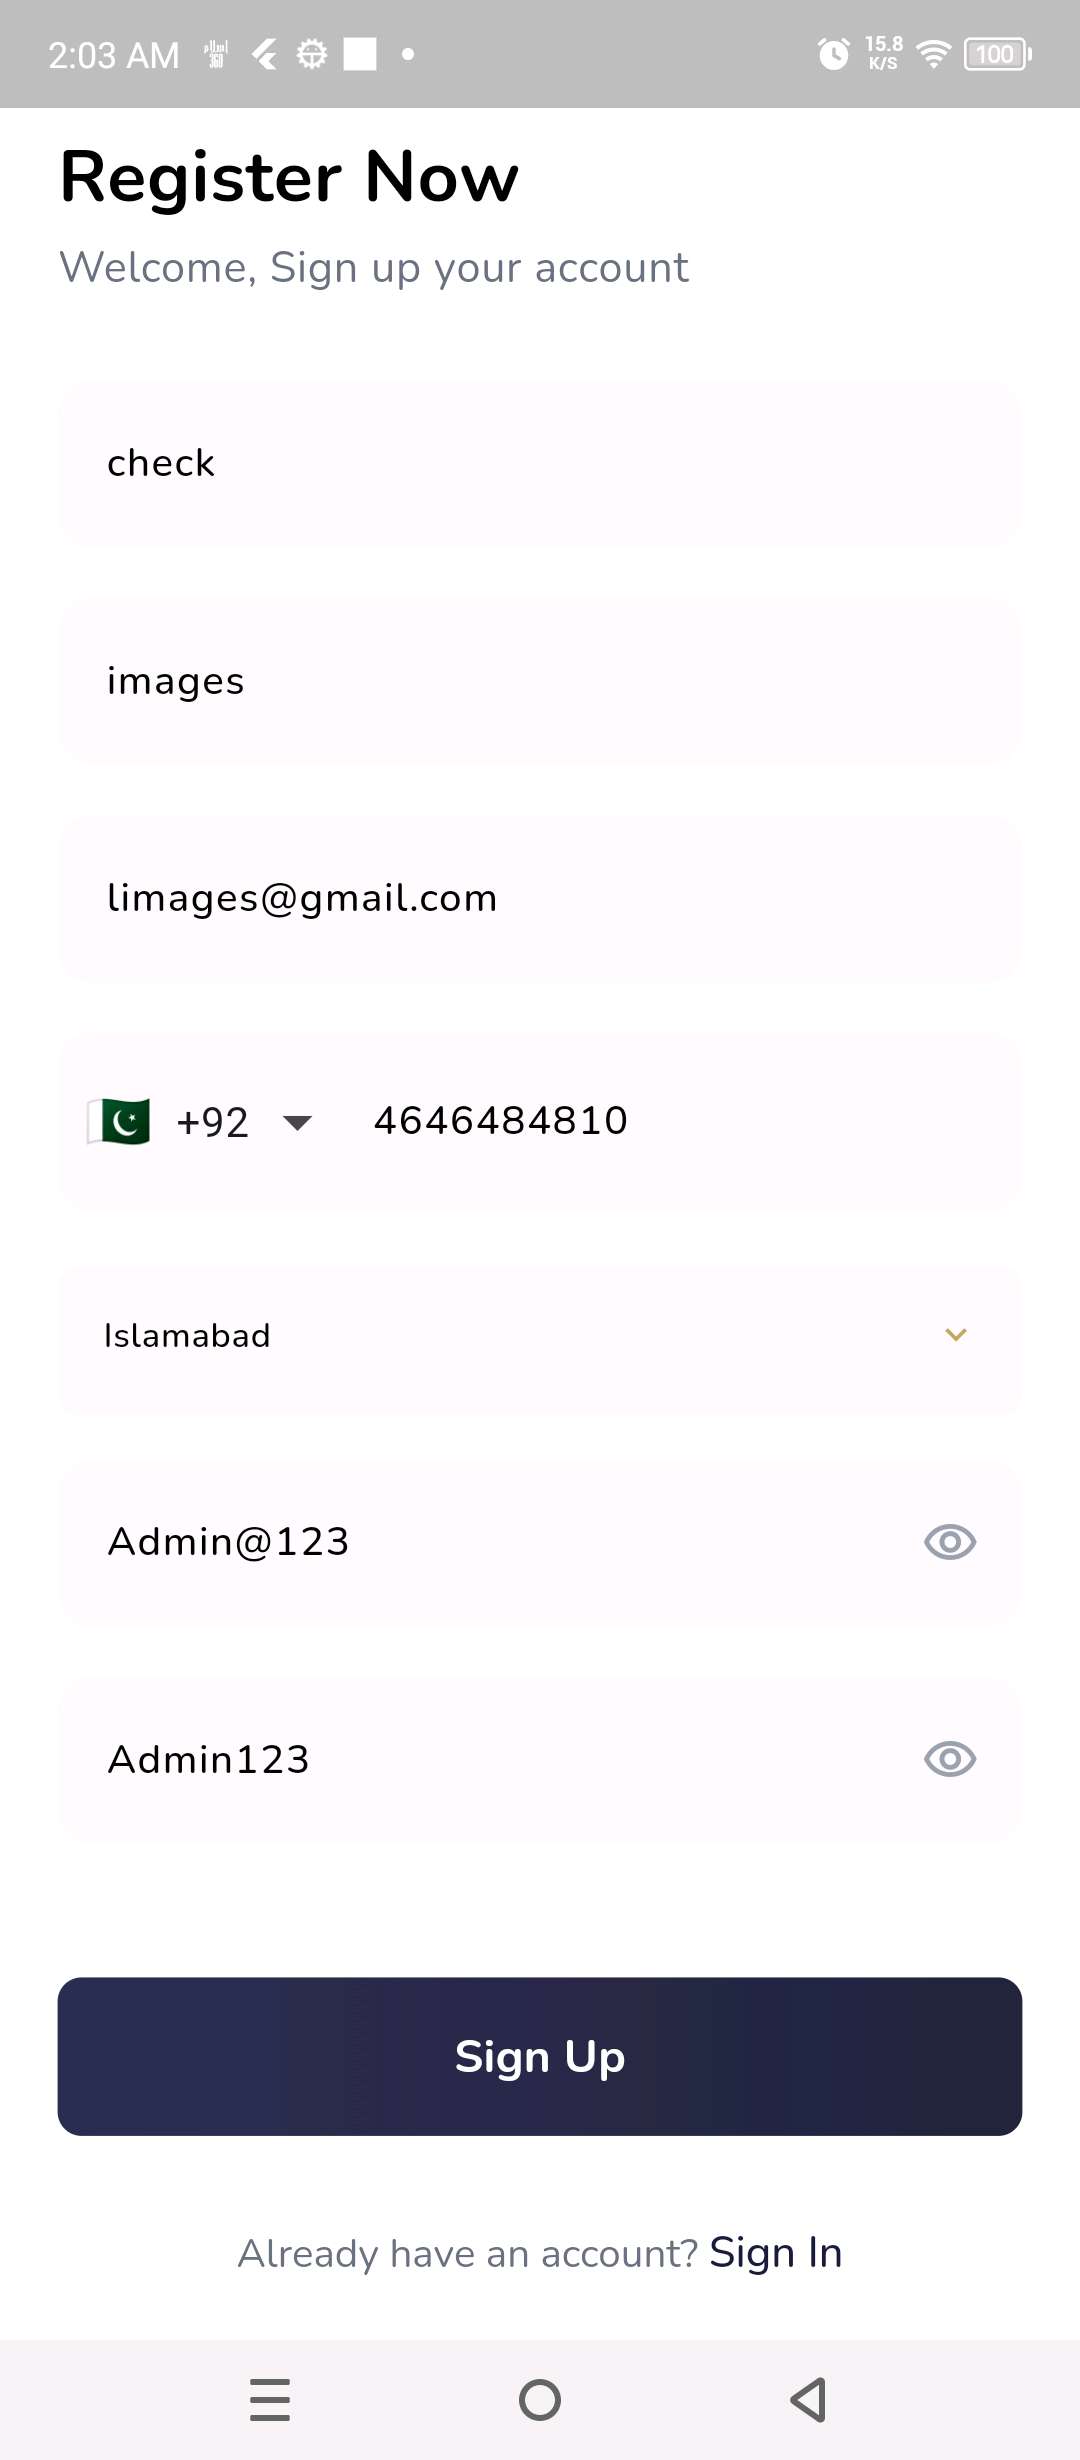 2:03 AM
15.8
K/S
100
Register Now
Welcome, Sign up your account
check
images
limages@gmail.com
+92 4646484810
Islamabad
Admin@123
Admin123
Sign Up
Already have an account? Sign In